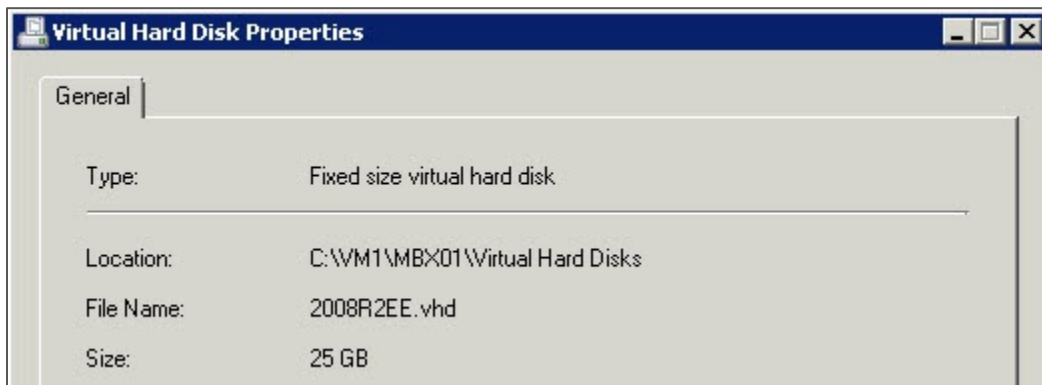 Virtual Hard Disk Properties
General
Type: Fixed size virtual hard disk
Location: C:\VM1\MBX01\Virtual Hard Disks
File Name: 2008R2EE.vhd
Size: 25 GB